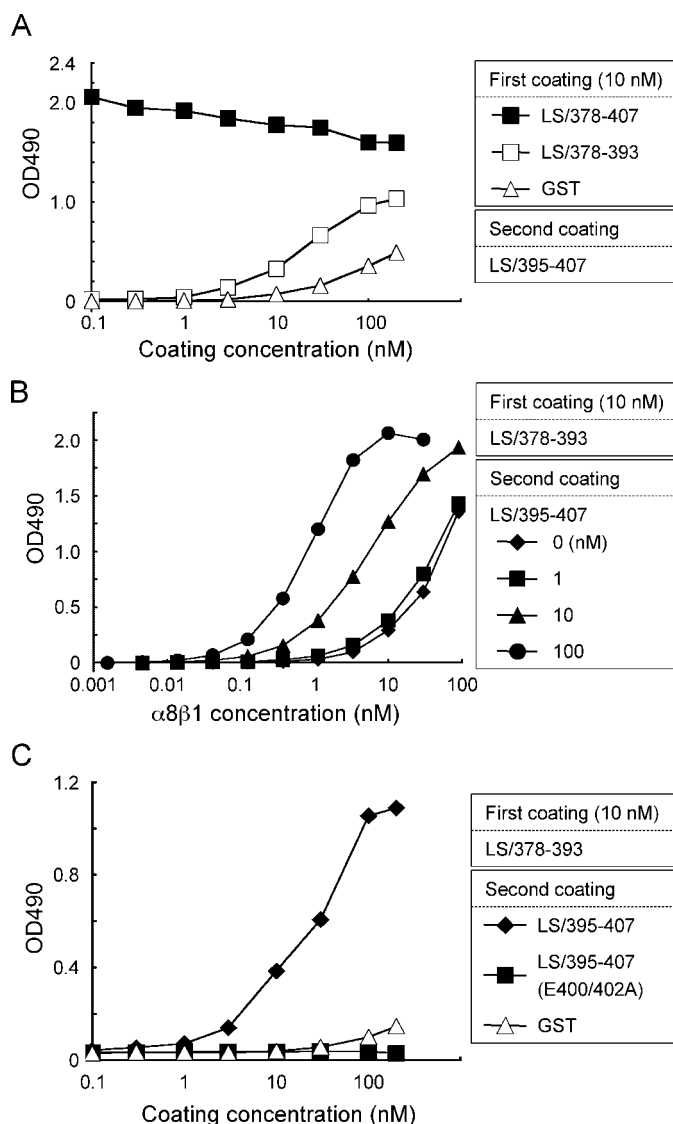 A
2.4
2.0
1.0
0
OD490
0.1 1 10 100
Coating concentration (nM)
First coating (10 nM)
LS/378-407
LS/378-393
GST
Second coating
LS/395-407
B
2.0
1.5
1.0
0.5
0
OD490
0.001 0.01 0.1 1 10 100
α8β1 concentration (nM)
First coating (10 nM)
LS/378-393
Second coating
LS/395-407
0 (nM)
1
10
100
C
1.2
0.8
0.4
0
OD490
0.1 1 10 100
Coating concentration (nM)
First coating (10 nM)
LS/378-393
Second coating
LS/395-407
LS/395-407
(E400/402A)
GST